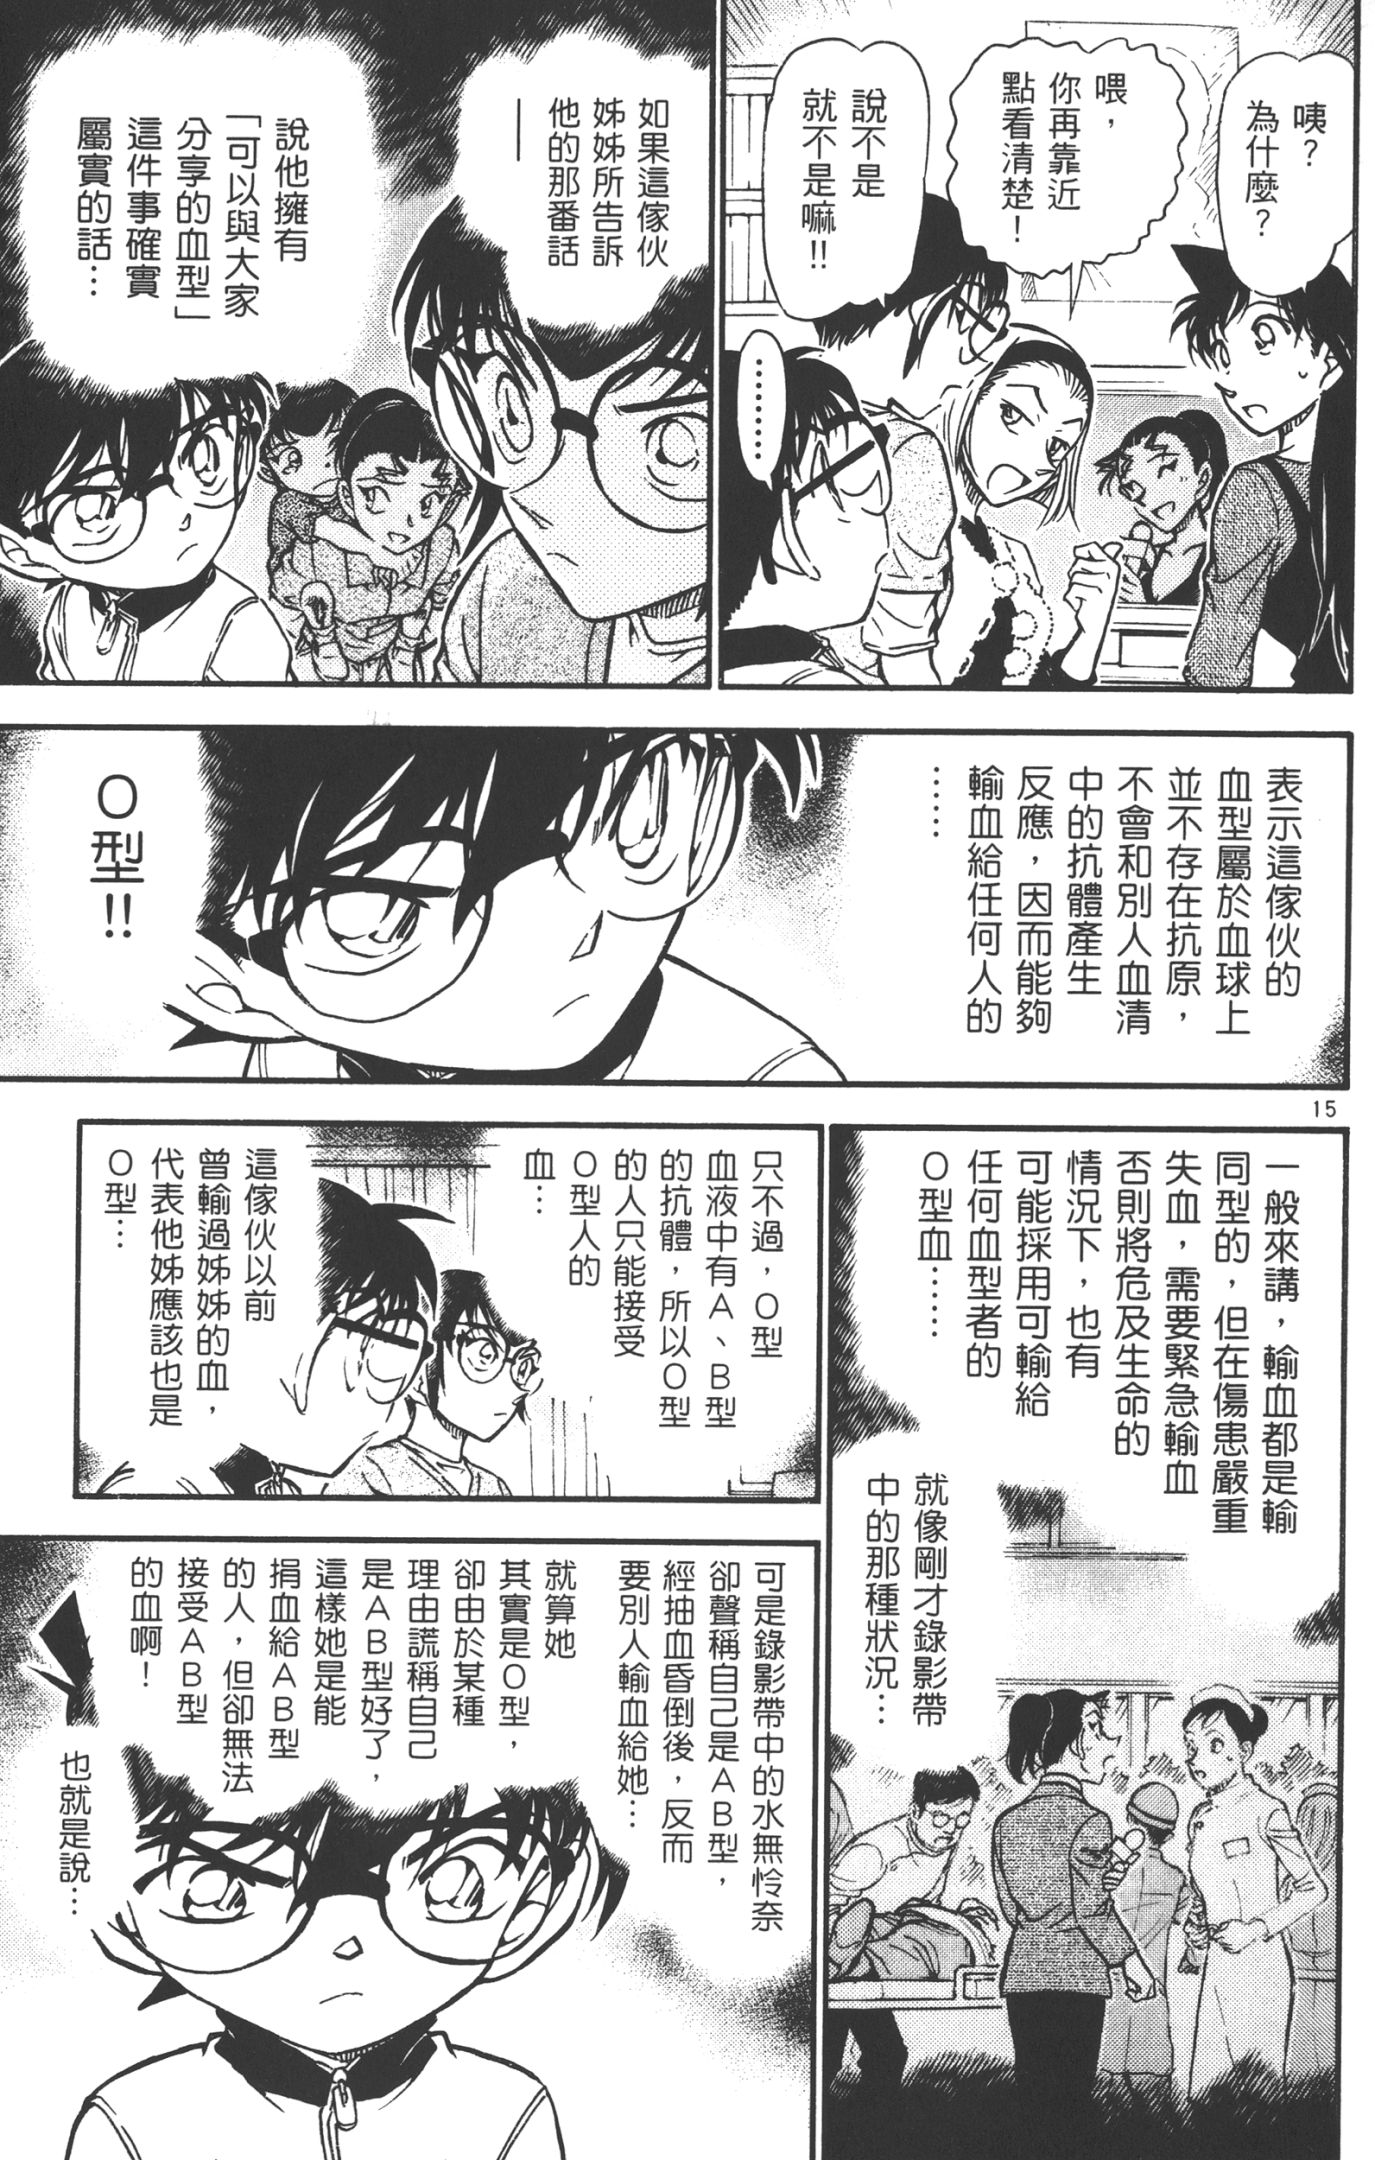 咦？
為什麼？
喂，
你再靠近
點看清楚！
說不是
就不是嘛!!
………
如果這傢伙
姊姊所告訴
他的那番話
——
說他擁有
「可以與大家
分享的血型」
這件事確實
屬實的話…
表示這傢伙的
血型屬於血球上
並不存在抗原，
不會和別人血清
中的抗體產生
反應，因而能夠
輸血給任何人的
……
O型!!
15
一般來講，輸血都是輸
同型的，但在傷患嚴重
失血，需要緊急輸血
否則將危及生命的
情況下，也有
可能採用可輸給
任何血型者的
O型血……
就像剛才錄影帶
中的那種狀況…
只不過，O型
血液中有A、B型
的抗體，所以O型
的人只能接受
O型人的
血…
這傢伙以前
曾輸過姊姊的血，
代表他姊應該也是
O型…
可是錄影帶中的水無怜奈
卻聲稱自己是AB型，
經抽血昏倒後，反而
要別人輸血給她…
就算她
其實是O型，
卻由於某種
理由謊稱自己
是AB型好了，
這樣她是能
捐血給AB型
的人，但卻無法
接受AB型
的血啊！
也就是說…